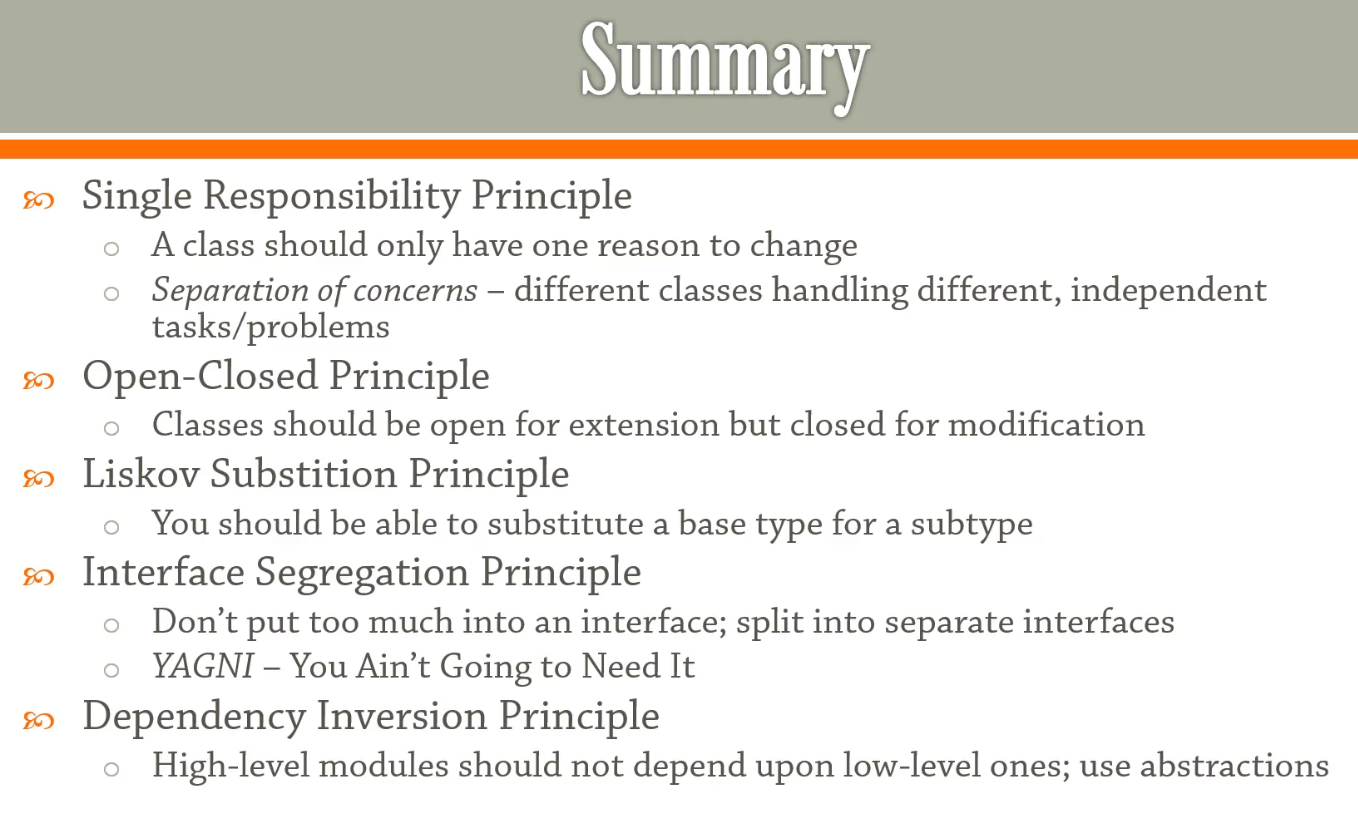 Summary
Single Responsibility Principle
A class should only have one reason to change
Separation of concerns – different classes handling different, independent
tasks/problems
Open-Closed Principle
Classes should be open for extension but closed for modification
Liskov Substition Principle
You should be able to substitute a base type for a subtype
Interface Segregation Principle
Don’t put too much into an interface; split into separate interfaces
YAGNI – You Ain’t Going to Need It
Dependency Inversion Principle
High-level modules should not depend upon low-level ones; use abstractions